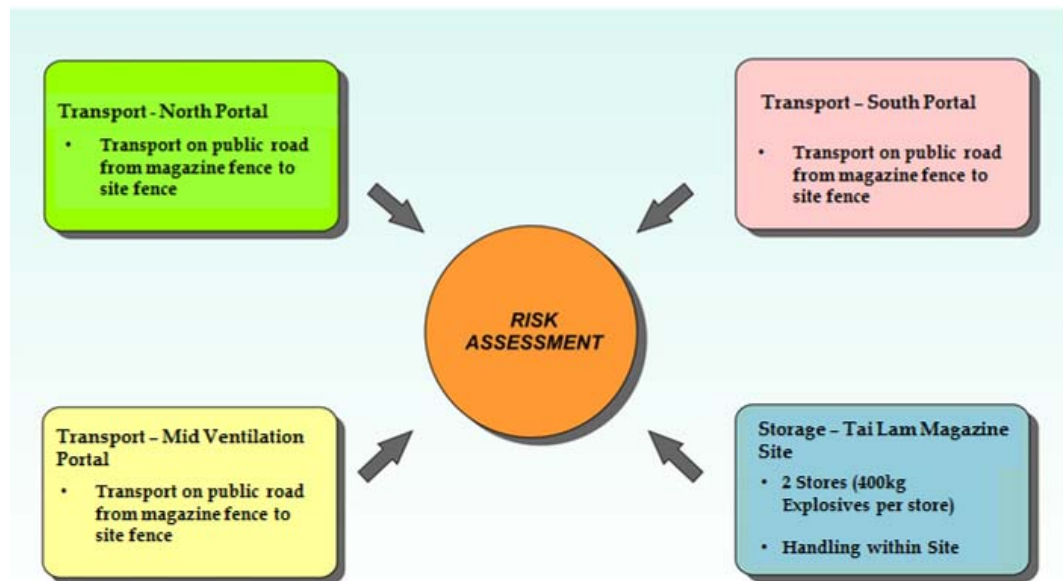 Transport - North Portal
• Transport on public road
from magazine fence to
site fence
Transport – South Portal
• Transport on public road
from magazine fence to
site fence
RISK
ASSESSMENT
Transport – Mid Ventilation
Portal
• Transport on public road
from magazine fence to
site fence
Storage – Tai Lam Magazine
Site
• 2 Stores (400kg
Explosives per store)
• Handling within Site